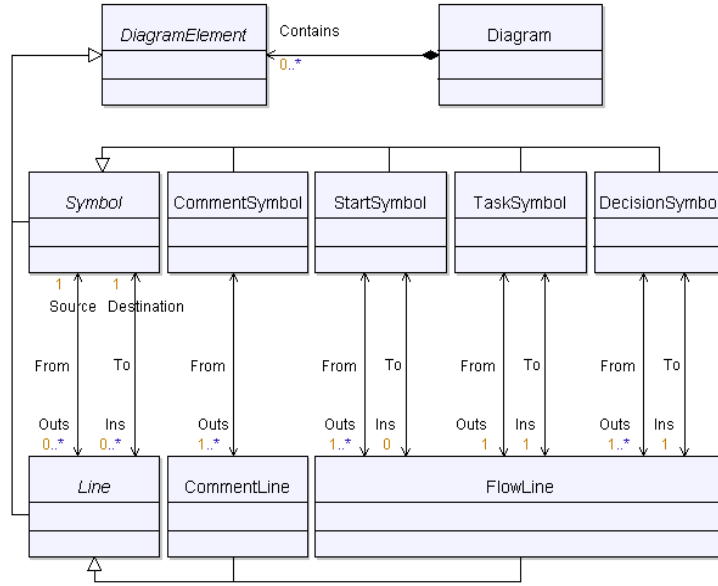 DiagramElement Contains Diagram
0..*
Symbol CommentSymbol StartSymbol TaskSymbol DecisionSymbol
1 1
Source Destination
From To From From To From To From To
Outs Ins Outs Outs Ins Outs Ins Outs Ins
0..* 0..* 1..* 1..* 0 1 1 1..* 1
Line CommentLine FlowLine